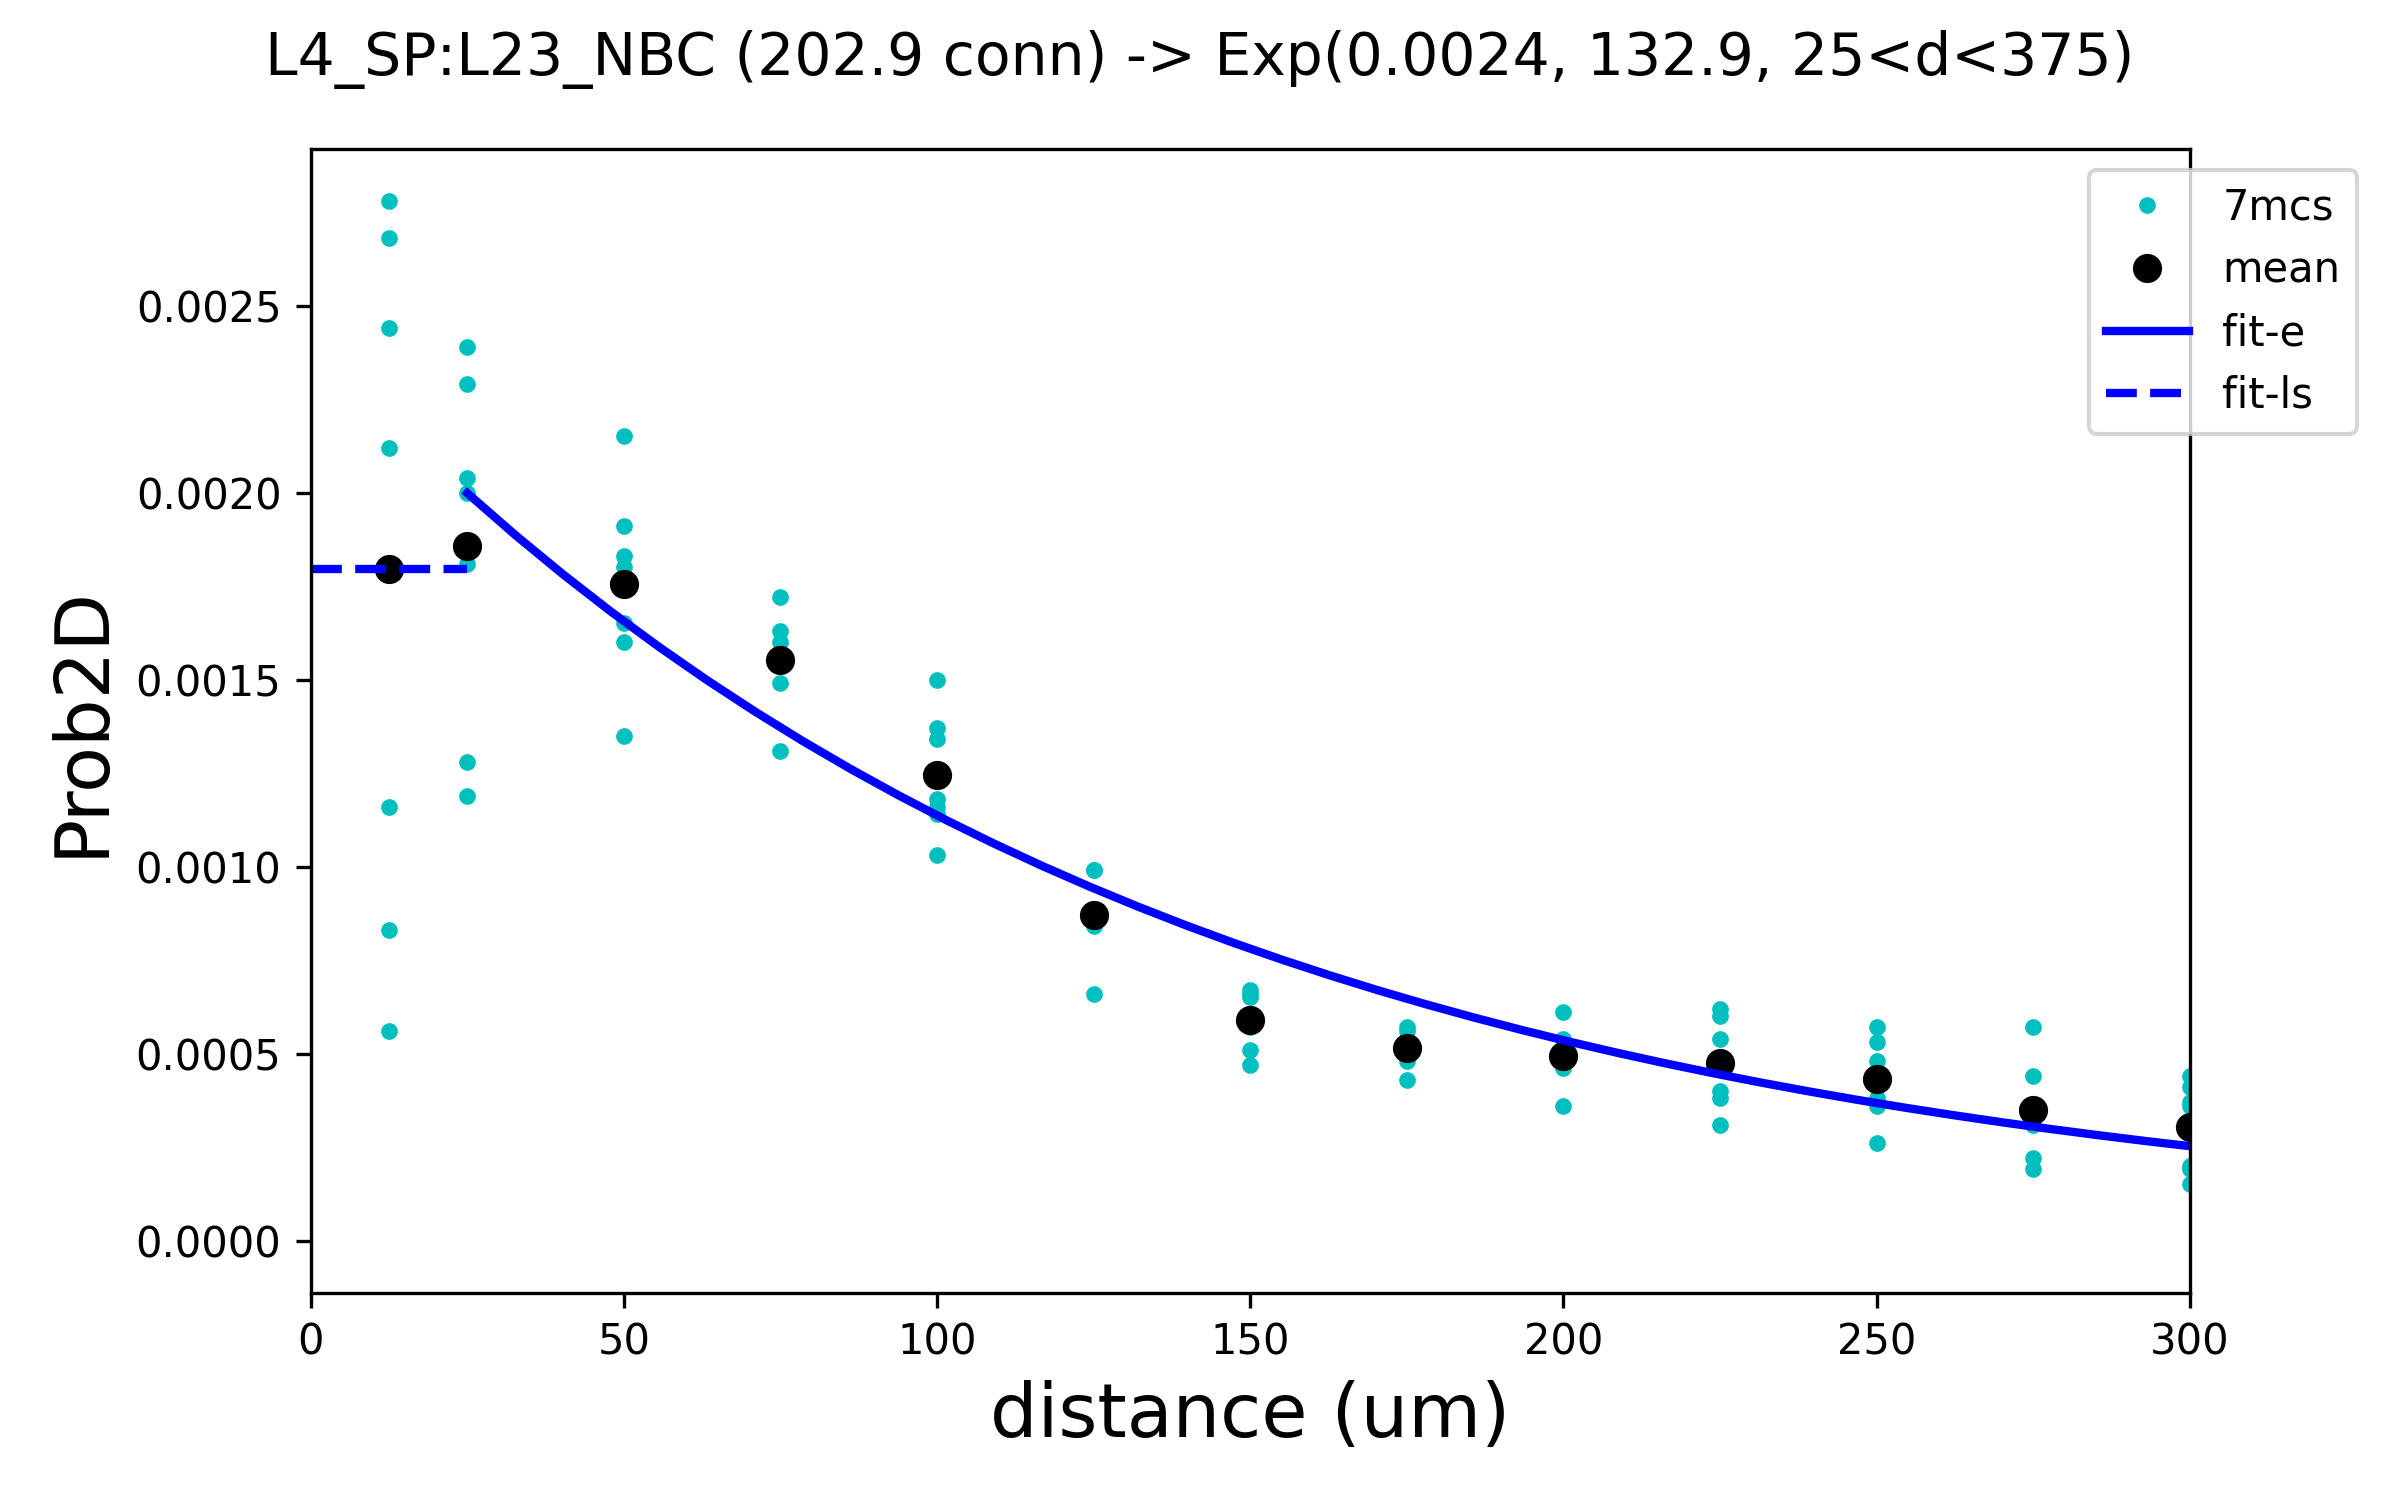 L4_SP:L23_NBC (202.9 conn) -> Exp(0.0024, 132.9, 25<d<375)
7mcs
mean
fit-e
fit-ls
Prob2D
0.0025
0.0020
0.0015
0.0010
0.0005
0.0000
0 50 100 150 200 250 300
distance (um)